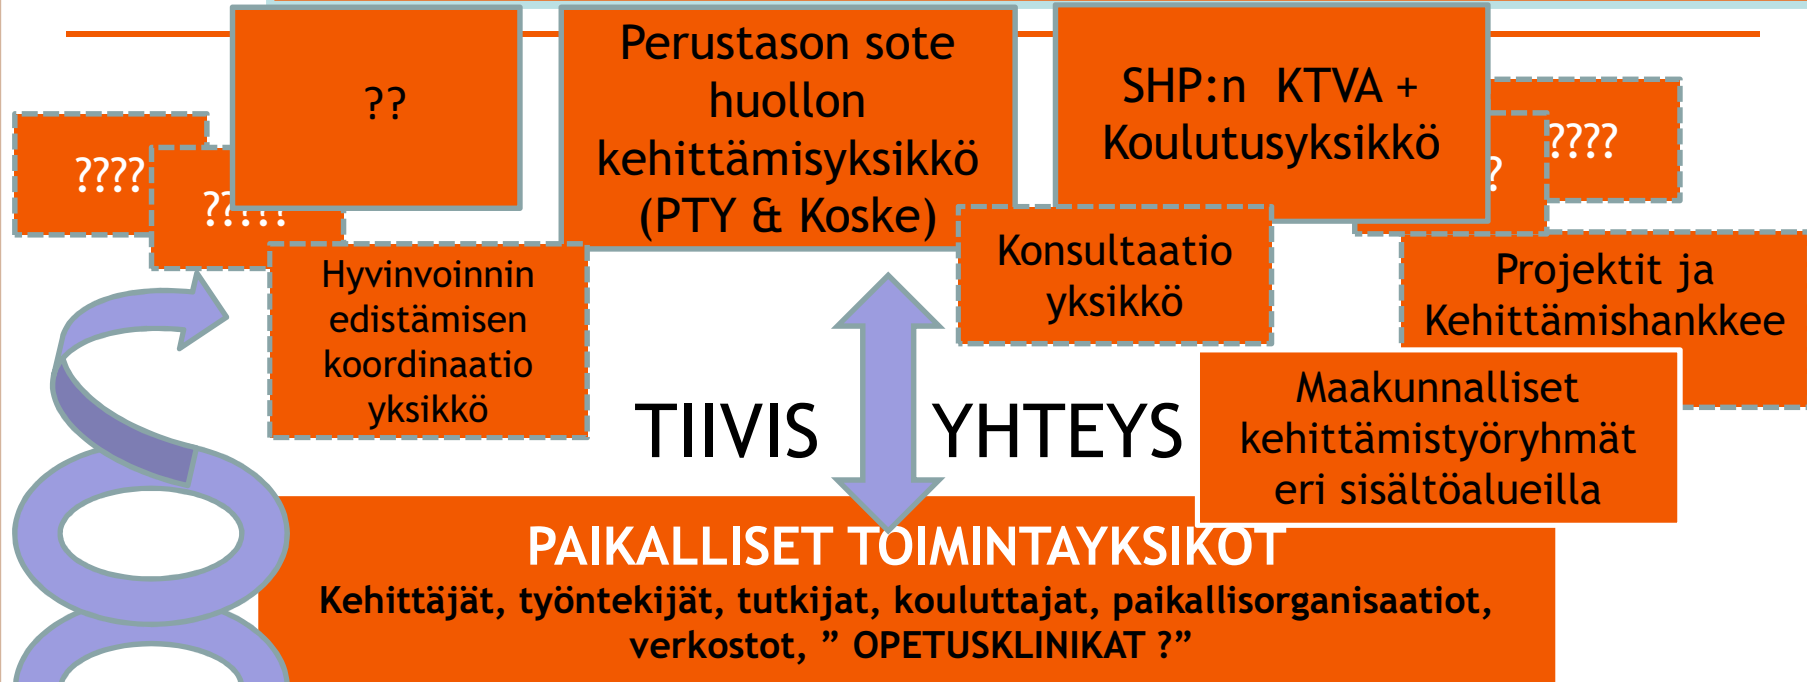 ??
Perustason sote
huollon
kehittämisyksikkö
(PTY & Koske)
SHP:n KTVA +
Koulutusyksikkö
????
?????
?
????
Hyvinvoinnin
edistämisen
koordinaatio
yksikkö
Konsultaatio
yksikkö
Projektit ja
Kehittämishankkee
TIIVIS YHTEYS
Maakunnalliset
kehittämistyöryhmät
eri sisältöalueilla
PAIKALLISET TOIMINTAYKSIKÖT
Kehittäjät, työntekijät, tutkijat, kouluttajat, paikallisorganisaatiot,
verkostot, ” OPETUSKLINIKAT ?”